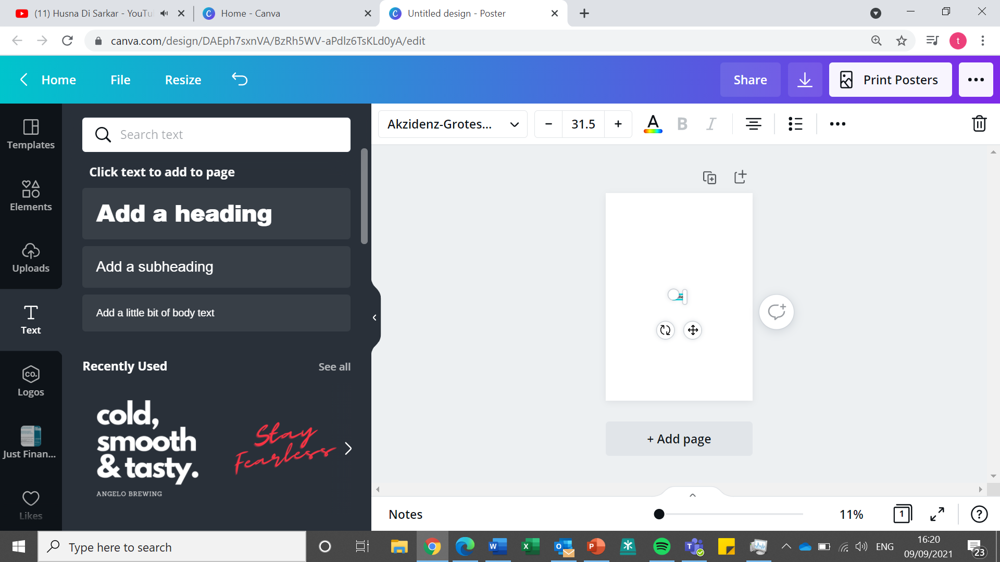 (11) Husna Di Sarkar - YouTu
Home - Canva
Untitled design - Poster
canva.com/design/DAEph7sxnVA/BzRh5WV-aPdlz6TsKLd0yA/edit
t
Home
File
Resize
Share
Print Posters
Templates
Elements
Uploads
Text
Logos
Just Finan...
Likes
Search text
Click text to add to page
Add a heading
Add a subheading
Add a little bit of body text
Recently Used
See all
cold,
smooth
& tasty.
ANGELO BREWING
Stay
Fearless
CO.
Akzidenz-Grotes...
- 31.5 +
A B I
+ Add page
Notes
11%
1
?
Type here to search
ENG
16:20
09/09/2021
23